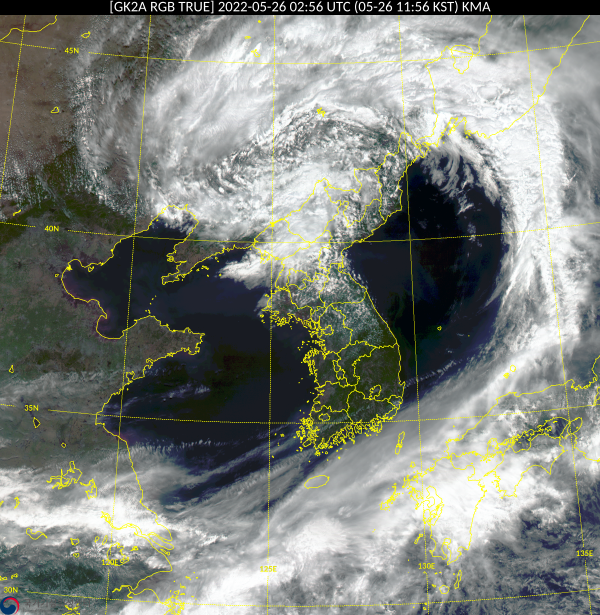 [GK2A RGB TRUE] 2022-05-26 02:56 UTC (05-26 11:56 KST) KMA
45N
40N
35N
135E
125E
130E
120E
30N